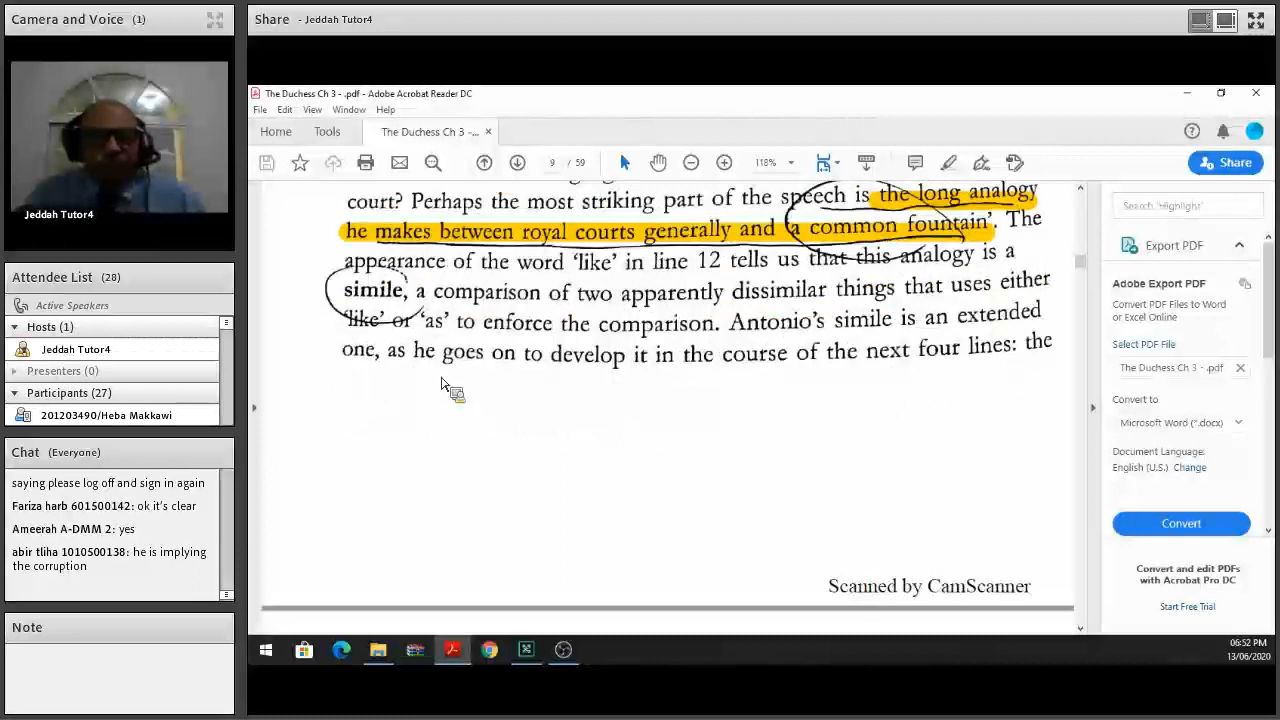 Camera and Voice (1)
Jeddah Tutor4
Attendee List (28)
Active Speakers
Hosts (1)
Jeddah Tutor4
Presenters (0)
Participants (27)
201203490/Heba Makkawi
Chat (Everyone)
saying please log off and sign in again
Fariza harb 601500142: ok it's clear
Ameerah A-DMM 2: yes
abir tliha 1010500138: he is implying
the corruption
Note
Share - Jeddah Tutor4
The Duchess Ch 3 - .pdf - Adobe Acrobat Reader DC
File Edit View Window Help
Home Tools The Duchess Ch 3 -... ×
9 / 59 118% Share
court? Perhaps the most striking part of the speech is the long analogy
he makes between royal courts generally and 'a common fountain'. The
appearance of the word 'like' in line 12 tells us that this analogy is a
simile, a comparison of two apparently dissimilar things that uses either
'like' or 'as' to enforce the comparison. Antonio's simile is an extended
one, as he goes on to develop it in the course of the next four lines: the
Scanned by CamScanner
Search 'Highlight'
Export PDF
Adobe Export PDF
Convert PDF Files to Word
or Excel Online
Select PDF File
The Duchess Ch 3 - .pdf
Convert to
Microsoft Word (*.docx)
Document Language:
English (U.S.) Change
Convert
Convert and edit PDFs
with Acrobat Pro DC
Start Free Trial
06:52 PM
13/06/2020